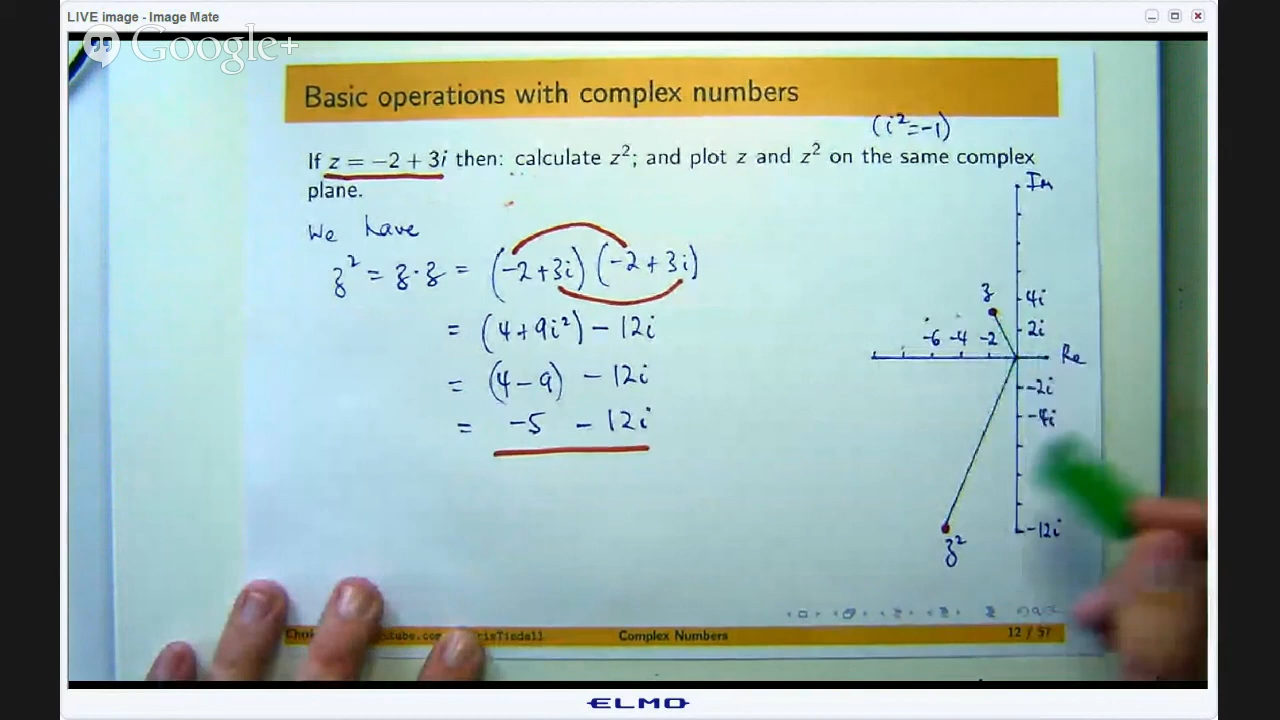 LIVE image - Image Mate
Google+
Basic operations with complex numbers
(i²=-1)
If z = −2 + 3i then: calculate z²; and plot z and z² on the same complex
plane.
Im
We have
z² = z·z = (-2+3i)(-2+3i)
= (4+9i²) - 12i
= (4-9) - 12i
= -5 - 12i
z
4i
2i
-6 -4 -2
Re
-2i
-4i
-12i
z²
Complex Numbers
12 / 57
ELMO